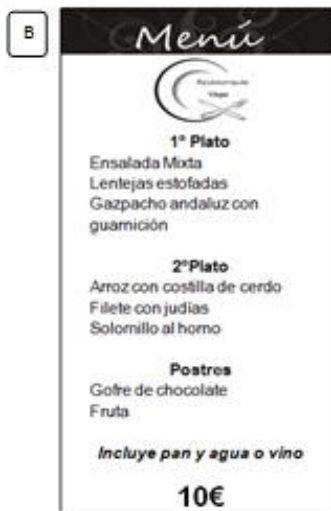 B
Menú
Restaurante
1º Plato
Ensalada Mixta
Lentejas estofadas
Gazpacho andaluz con
guarnición
2ºPlato
Arroz con costilla de cerdo
Filete con judías
Solomillo al horno
Postres
Gofre de chocolate
Fruta
Incluye pan y agua o vino
10€